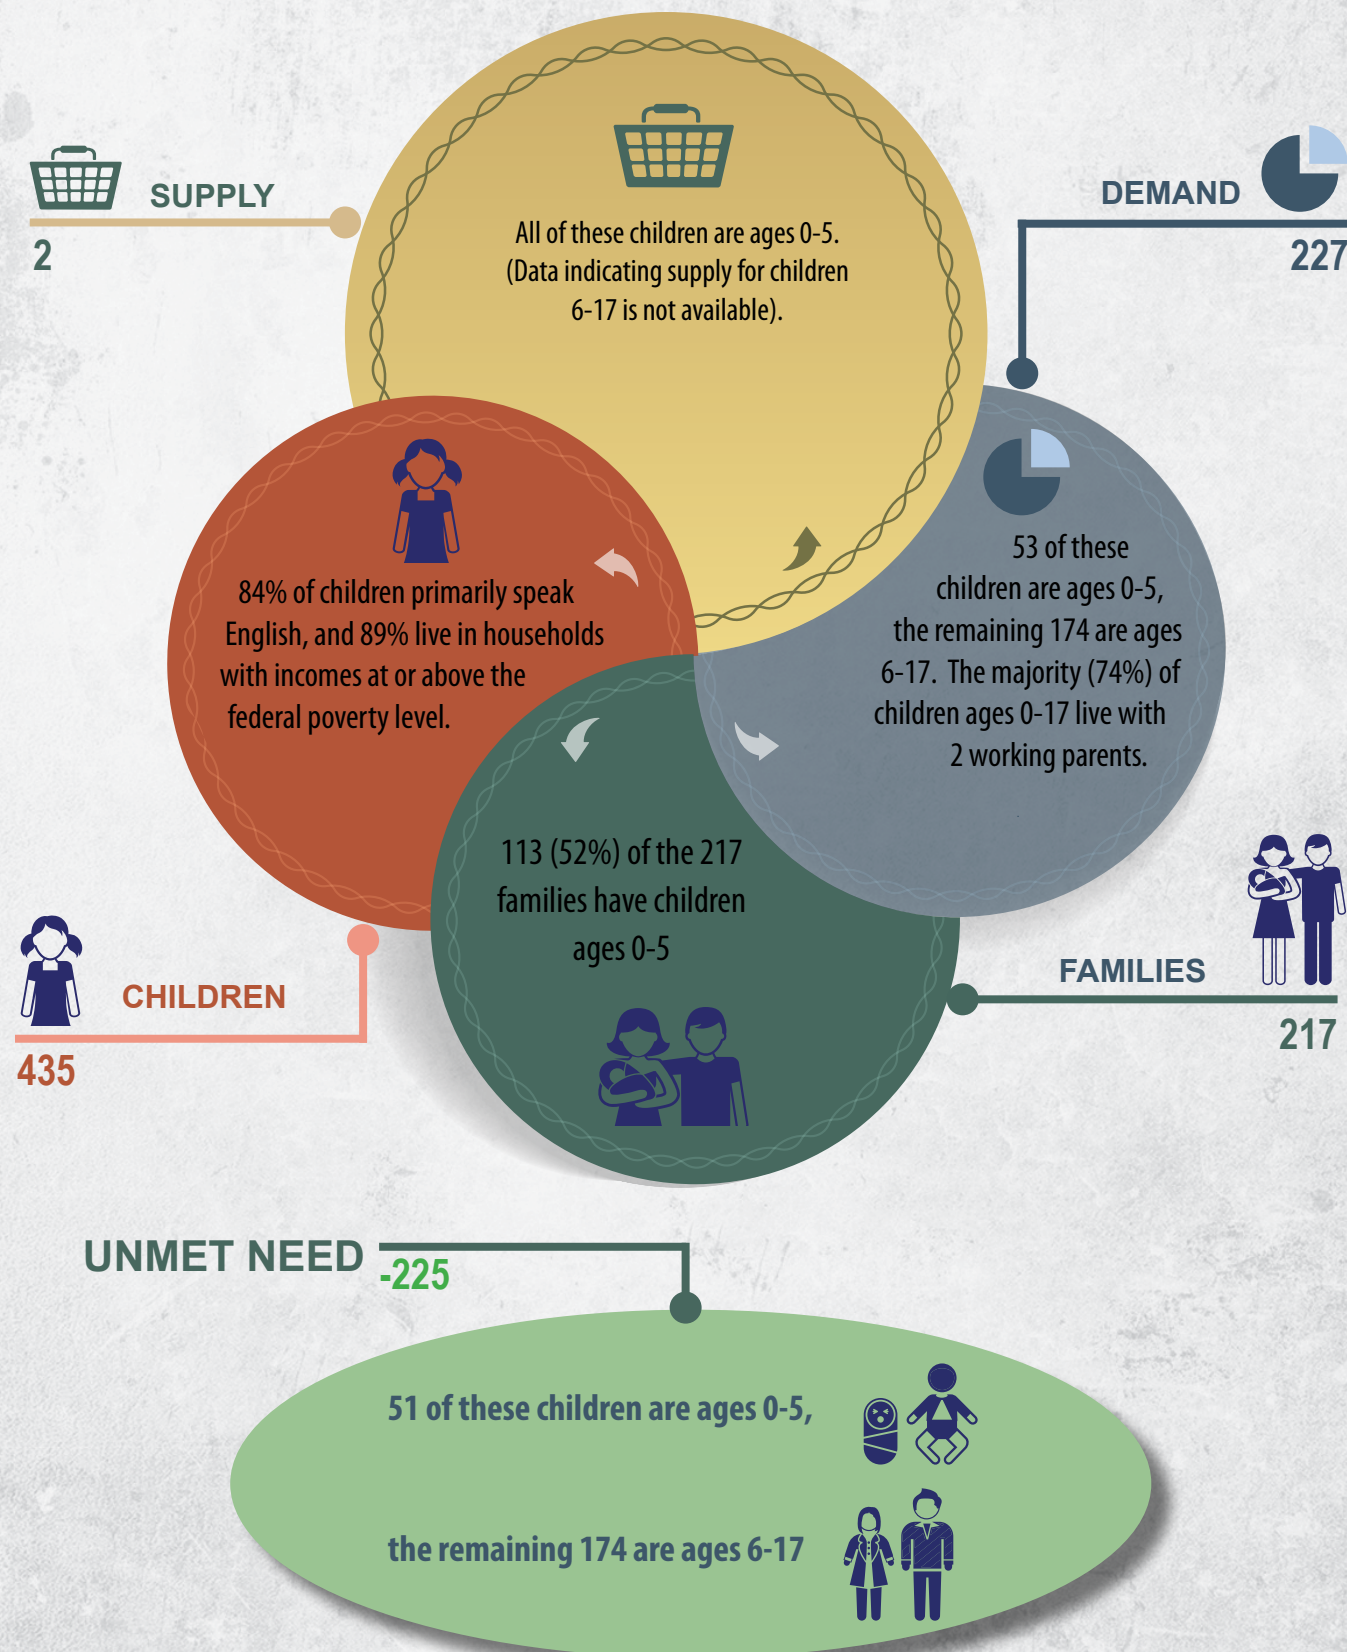 SUPPLY
2
All of these children are ages 0-5.
(Data indicating supply for children
6-17 is not available).
DEMAND
227
53 of these
children are ages 0-5,
the remaining 174 are ages
6-17.  The majority (74%) of
children ages 0-17 live with
2 working parents.
84% of children primarily speak
English, and 89% live in households
with incomes at or above the
federal poverty level.
113 (52%) of the 217
families have children
ages 0-5
CHILDREN
435
FAMILIES
217
UNMET NEED
-225
51 of these children are ages 0-5,
the remaining 174 are ages 6-17